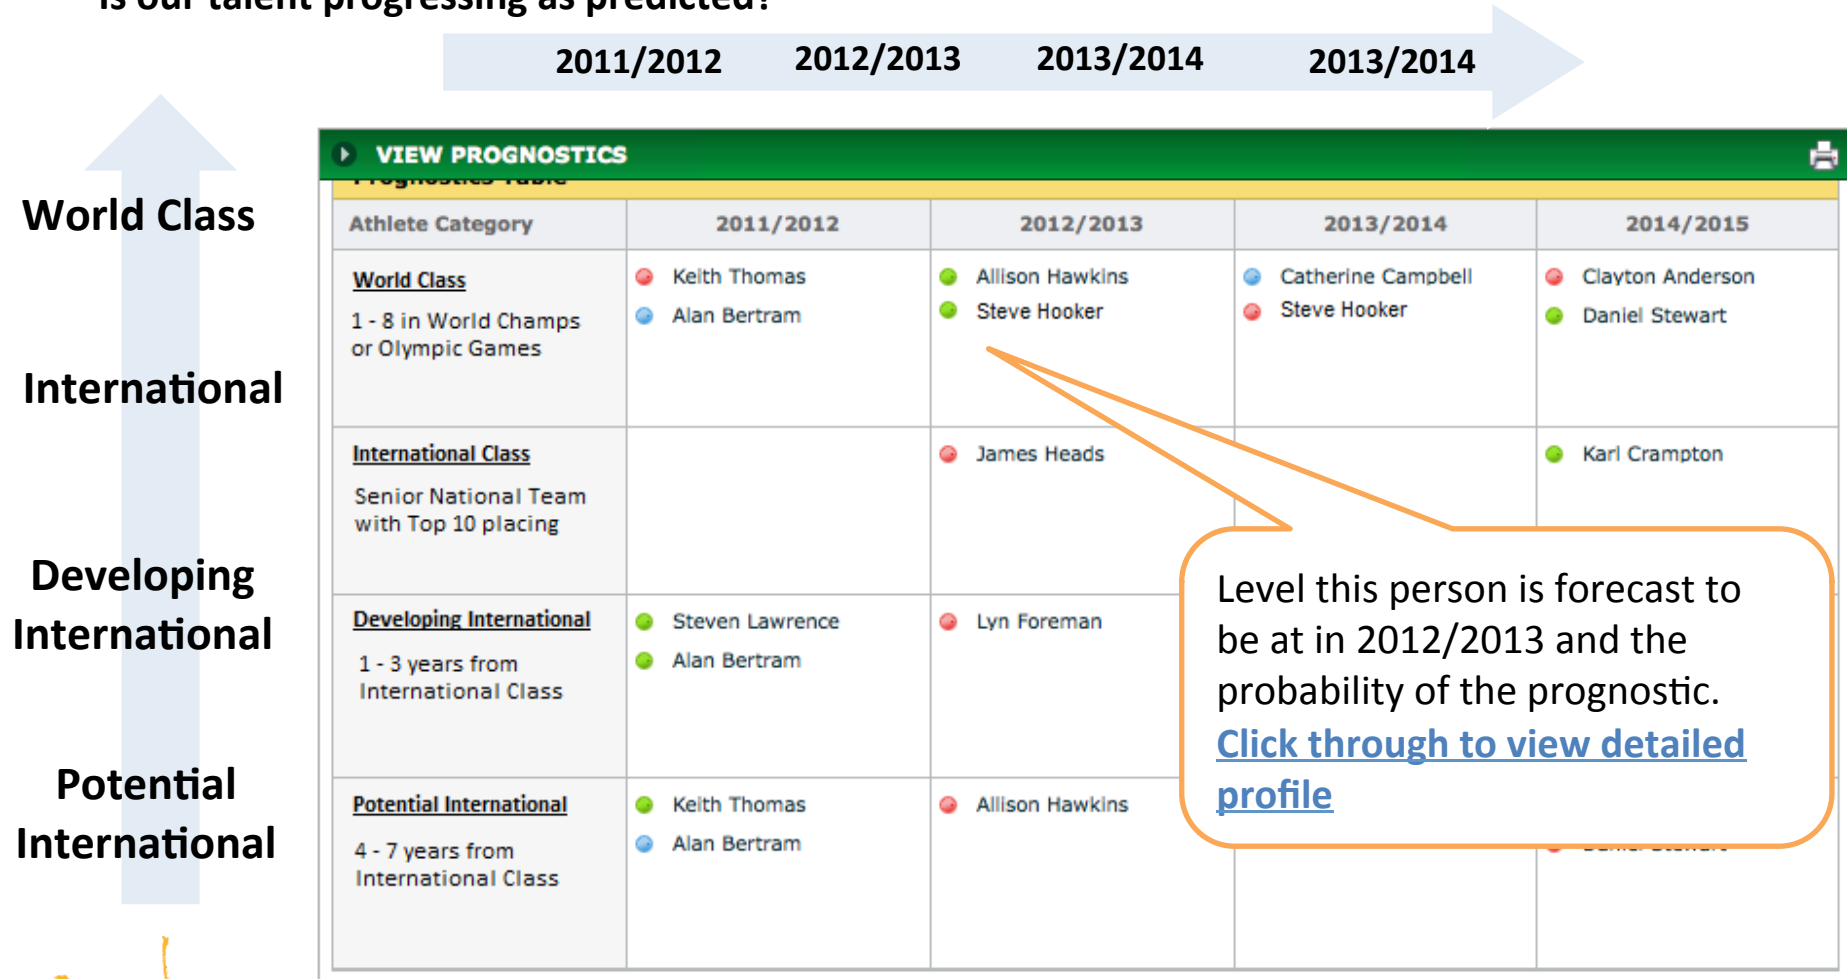 Is our talent progressing as predicted?
2011/2012 2012/2013 2013/2014 2013/2014
VIEW PROGNOSTICS
Prognostics Table
World Class
International
Developing
International
Potential
International
Athlete Category 2011/2012 2012/2013 2013/2014 2014/2015
World Class
1 - 8 in World Champs
or Olympic Games
Keith Thomas
Alan Bertram
Allison Hawkins
Steve Hooker
Catherine Campbell
Steve Hooker
Clayton Anderson
Daniel Stewart
International Class
Senior National Team
with Top 10 placing
James Heads
Karl Crampton
Developing International
1 - 3 years from
International Class
Steven Lawrence
Alan Bertram
Lyn Foreman
Potential International
4 - 7 years from
International Class
Keith Thomas
Alan Bertram
Allison Hawkins
Daniel Stewart
Level this person is forecast to
be at in 2012/2013 and the
probability of the prognostic.
Click through to view detailed
profile